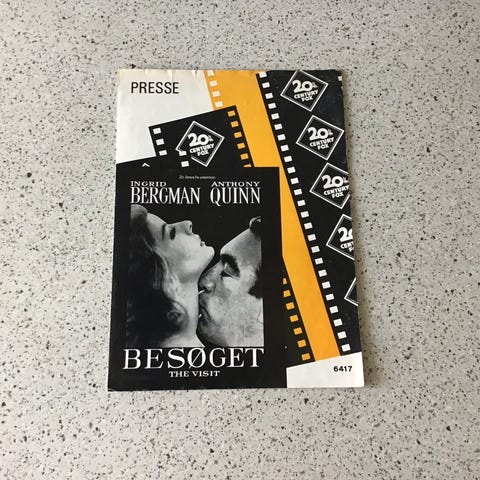 PRESSE
20th
CENTURY
FOX
20th
CENTURY
FOX
20th
CENTURY
FOX
20th
CENTURY
FOX
INGRID ANTHONY
BERGMAN QUINN
BESØGET
THE VISIT
6417